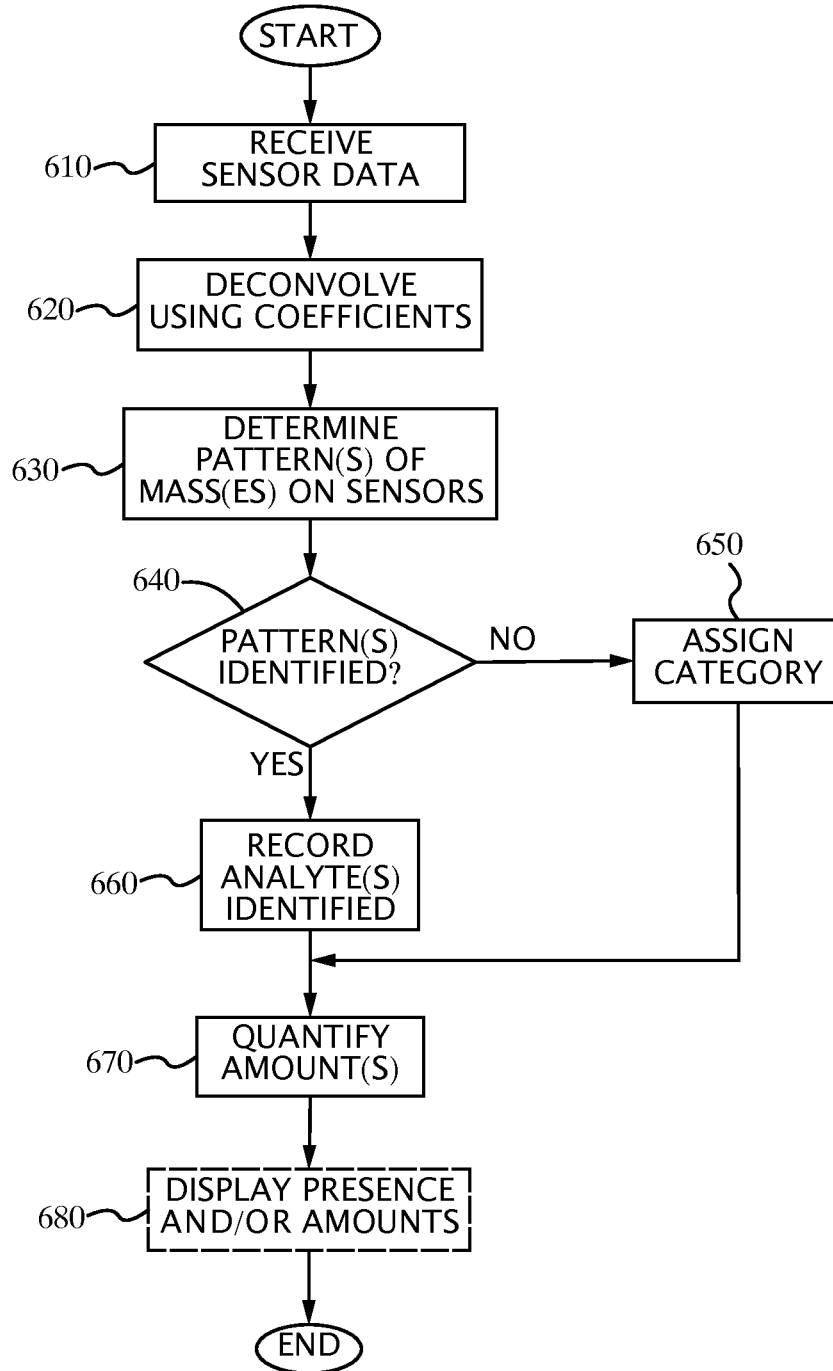 START
RECEIVE
SENSOR DATA
610
DECONVOLVE
USING COEFFICIENTS
620
DETERMINE
PATTERN(S) OF
MASS(ES) ON SENSORS
630
640
PATTERN(S)
IDENTIFIED?
NO
650
ASSIGN
CATEGORY
YES
RECORD
ANALYTE(S)
IDENTIFIED
660
QUANTIFY
AMOUNT(S)
670
DISPLAY PRESENCE
AND/OR AMOUNTS
680
END